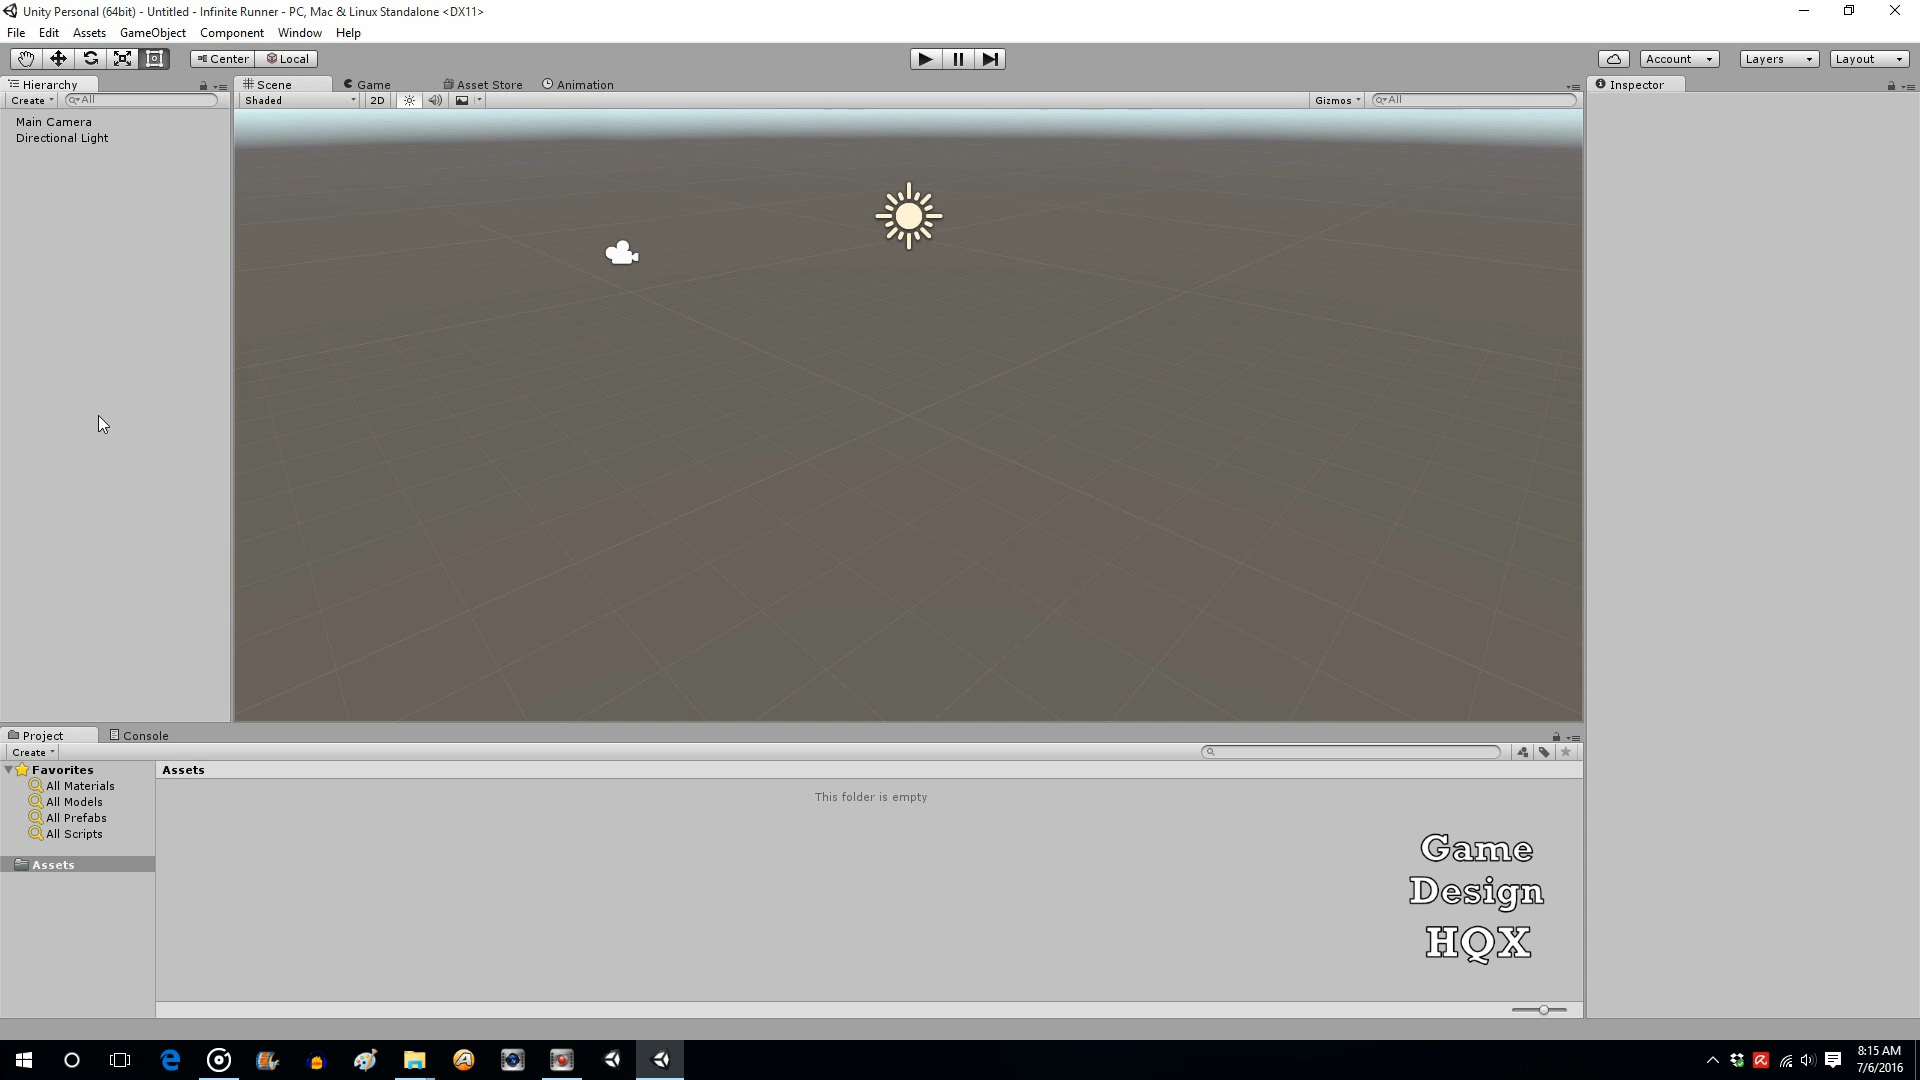 Unity Personal (64bit) - Untitled - Infinite Runner - PC, Mac & Linux Standalone <DX11>
File Edit Assets GameObject Component Window Help
Center Local Account Layers Layout
Hierarchy Scene Game Asset Store Animation Inspector
Create All Shaded 2D Gizmos All
Main Camera
Directional Light
Project Console
Create
Favorites
All Materials
All Models
All Prefabs
All Scripts
Assets
Assets
This folder is empty
Game
Design
HQX
8:15 AM
7/6/2016